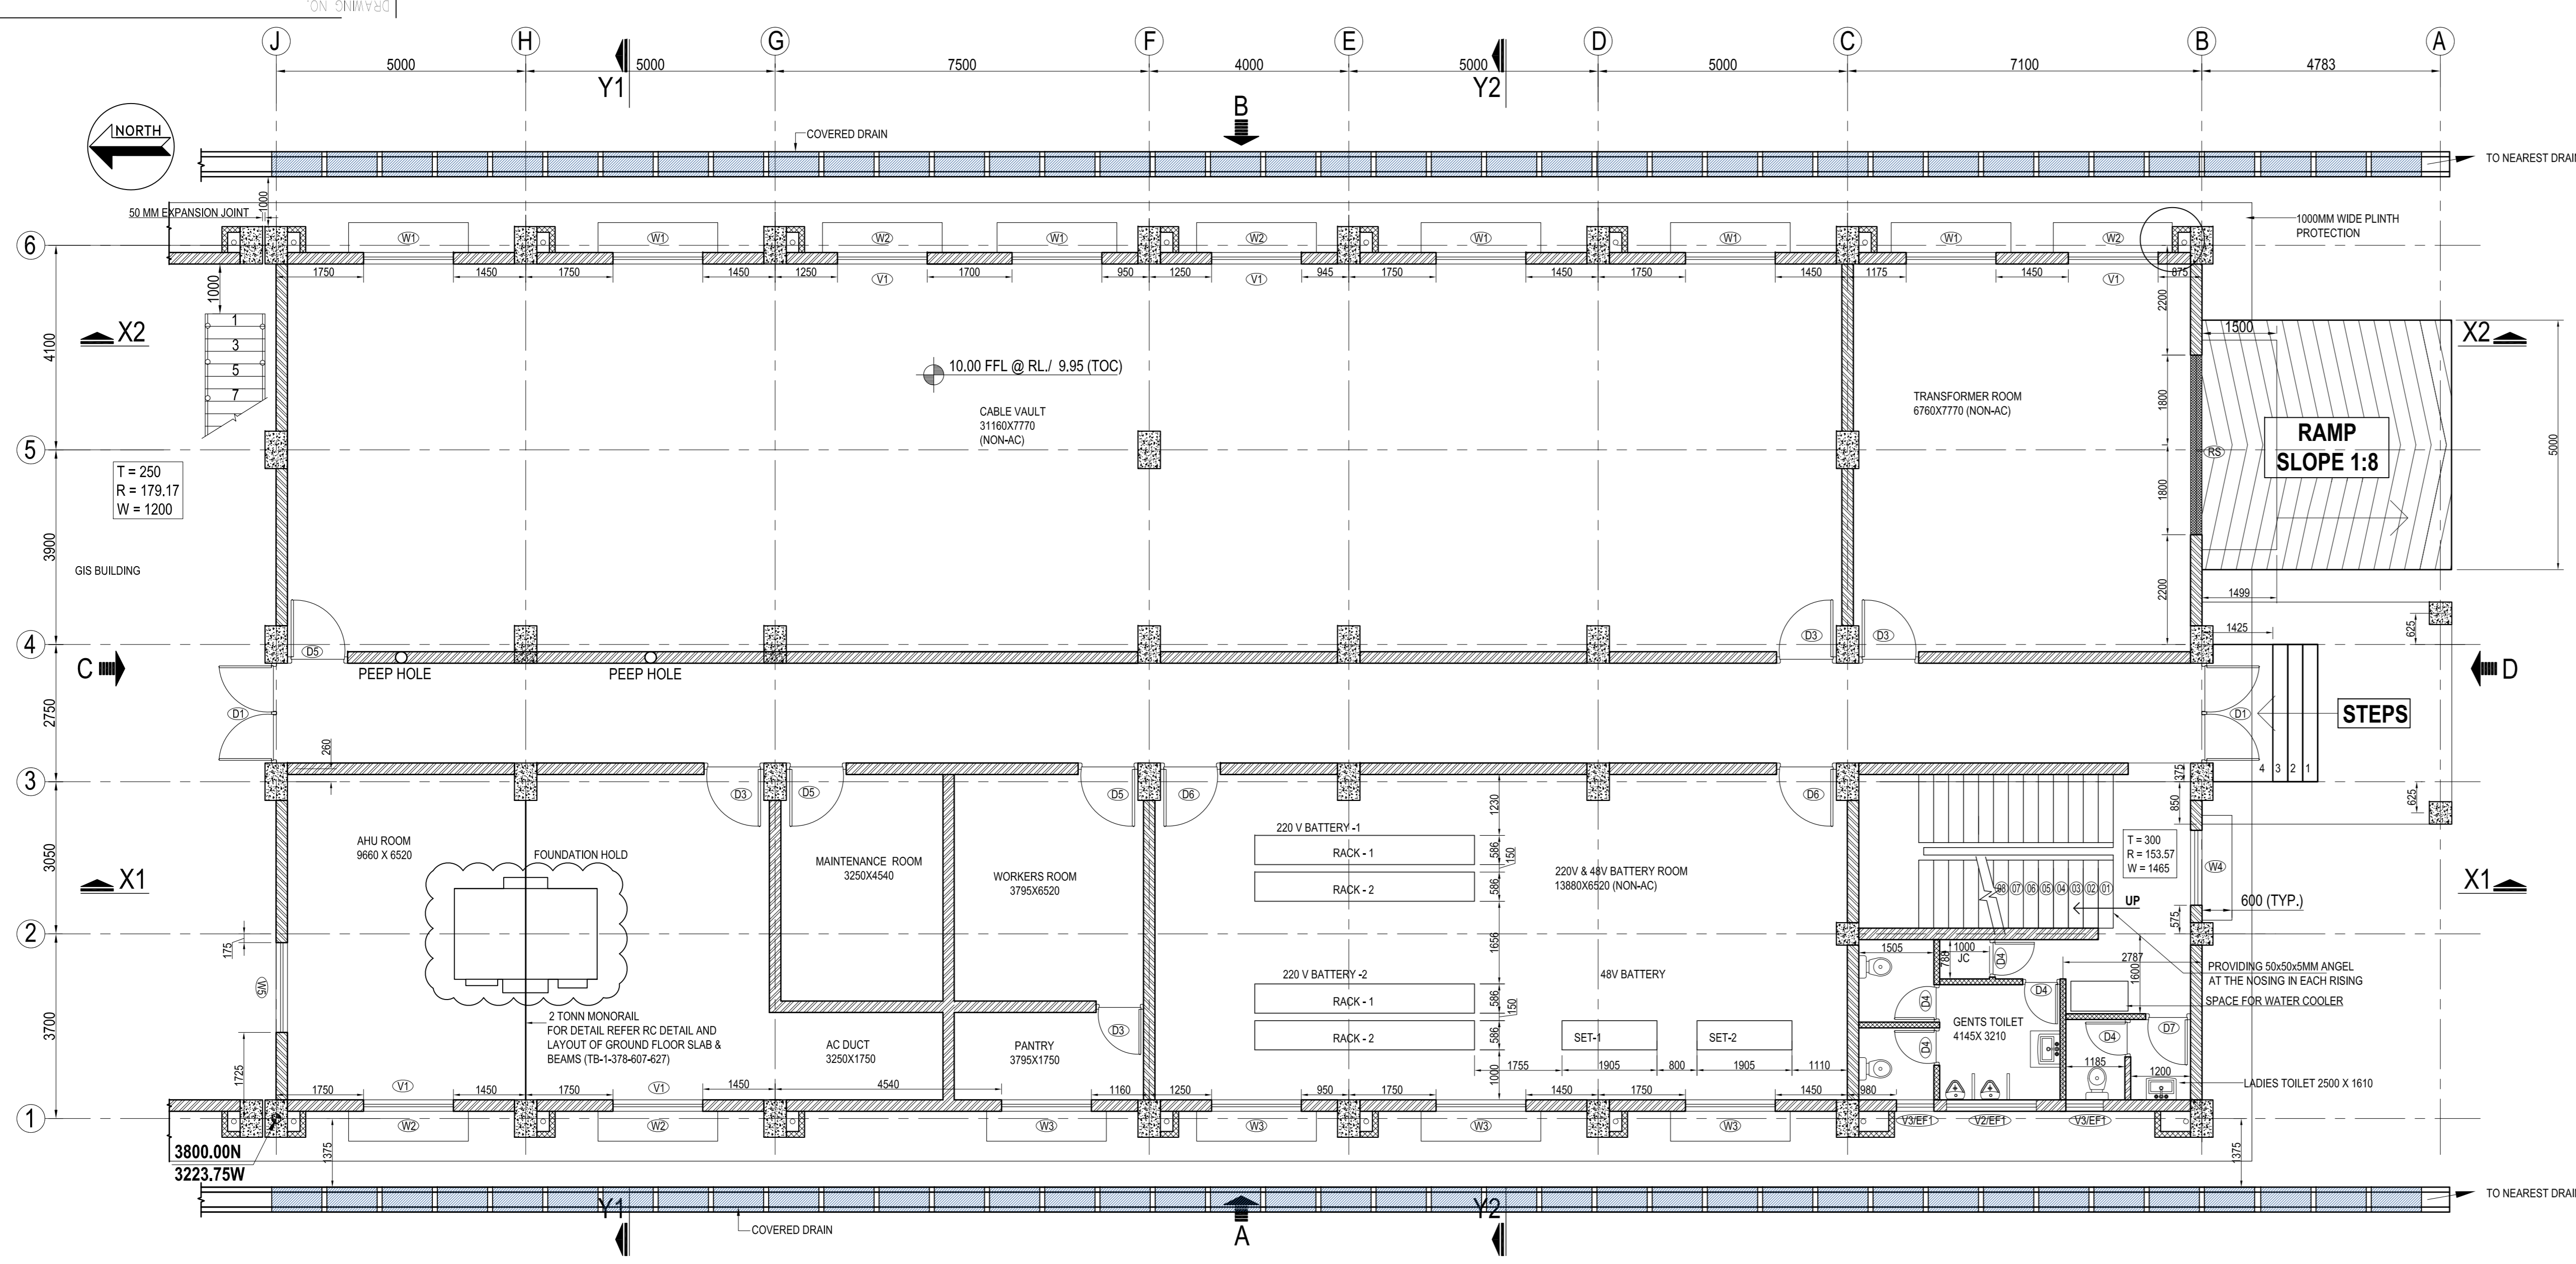 DRAWING NO.
J H G F E D C B A
5000 5000 7500 4000 5000 5000 7100 4783
Y1 Y2
B
NORTH
COVERED DRAIN
TO NEAREST DRAIN
50 MM EXPANSION JOINT
1000
1000MM WIDE PLINTH
PROTECTION
6
W1 W1 W2 W1 W2 W1 W1 W1 W2
1750 1450 1750 1450 1250 1700 950 1250 945 1750 1450 1750 1450 1175 1450 875
V1 V1 V1
1000
2200
1
3
5
7
X2
4100
1500
X2
10.00 FFL @ RL./ 9.95 (TOC)
CABLE VAULT
31160X7770
(NON-AC)
TRANSFORMER ROOM
6760X7770 (NON-AC)
1800
RAMP
SLOPE 1:8
5000
5
RS
T = 250
R = 179.17
W = 1200
1800
3900
GIS BUILDING
2200
1499
4
D5
D3 D3
1425
625
C
PEEP HOLE PEEP HOLE
D
2750
D1
D1
STEPS
260
4 3 2 1
3
375
D3 D5 D5 D6 D6
850
625
1230
AHU ROOM
9660 X 6520
FOUNDATION HOLD
MAINTENANCE ROOM
3250X4540
WORKERS ROOM
3795X6520
220 V BATTERY -1
RACK - 1
RACK - 2
586
150
586
220V & 48V BATTERY ROOM
13880X6520 (NON-AC)
T = 300
R = 153.57
W = 1465
W4
3050
X1
X1
08 07 06 05 04 03 02 01
UP
600 (TYP.)
575
2
175
1656
1505
1000
788
JC
D4
2787
1600
W5
220 V BATTERY -2
48V BATTERY
RACK - 1
RACK - 2
586
150
586
D4
D4
PROVIDING 50x50x5MM ANGEL
AT THE NOSING IN EACH RISING
SPACE FOR WATER COOLER
3700
2 TONN MONORAIL
FOR DETAIL REFER RC DETAIL AND
LAYOUT OF GROUND FLOOR SLAB &
BEAMS (TB-1-378-607-627)
AC DUCT
3250X1750
PANTRY
3795X1750
D3
SET-1 SET-2
GENTS TOILET
4145X 3210
D4
D4
D7
1725
1755 1905 800 1905 1110
1000
1185
1200
LADIES TOILET 2500 X 1610
1750 V1 1450 1750 V1 1450 4540 1160 1250 950 1750 1450 1750 1450 980
1
W2 W2 W3 W3 W3 W3 V3/EF1 V2/EF1 V3/EF1
3800.00N
3223.75W
1375
1375
TO NEAREST DRAIN
Y1 Y2
COVERED DRAIN
A